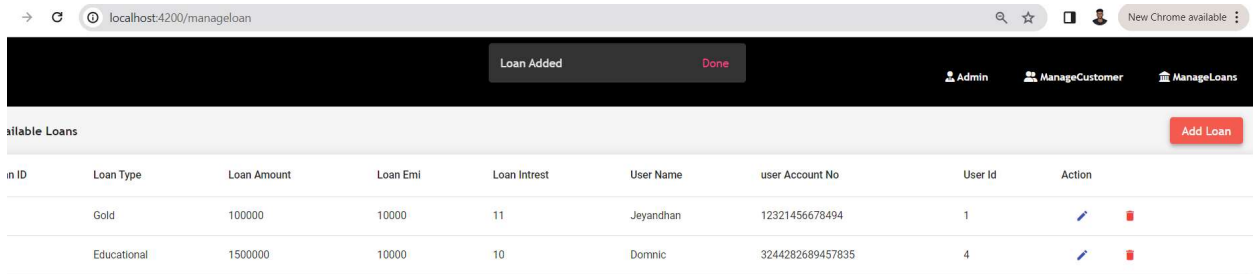 localhost:4200/manageloan
New Chrome available
Loan Added Done
Admin ManageCustomer ManageLoans
ailable Loans Add Loan
an ID Loan Type Loan Amount Loan Emi Loan Intrest User Name user Account No User Id Action
Gold 100000 10000 11 Jeyandhan 12321456678494 1
Educational 1500000 10000 10 Domnic 3244282689457835 4